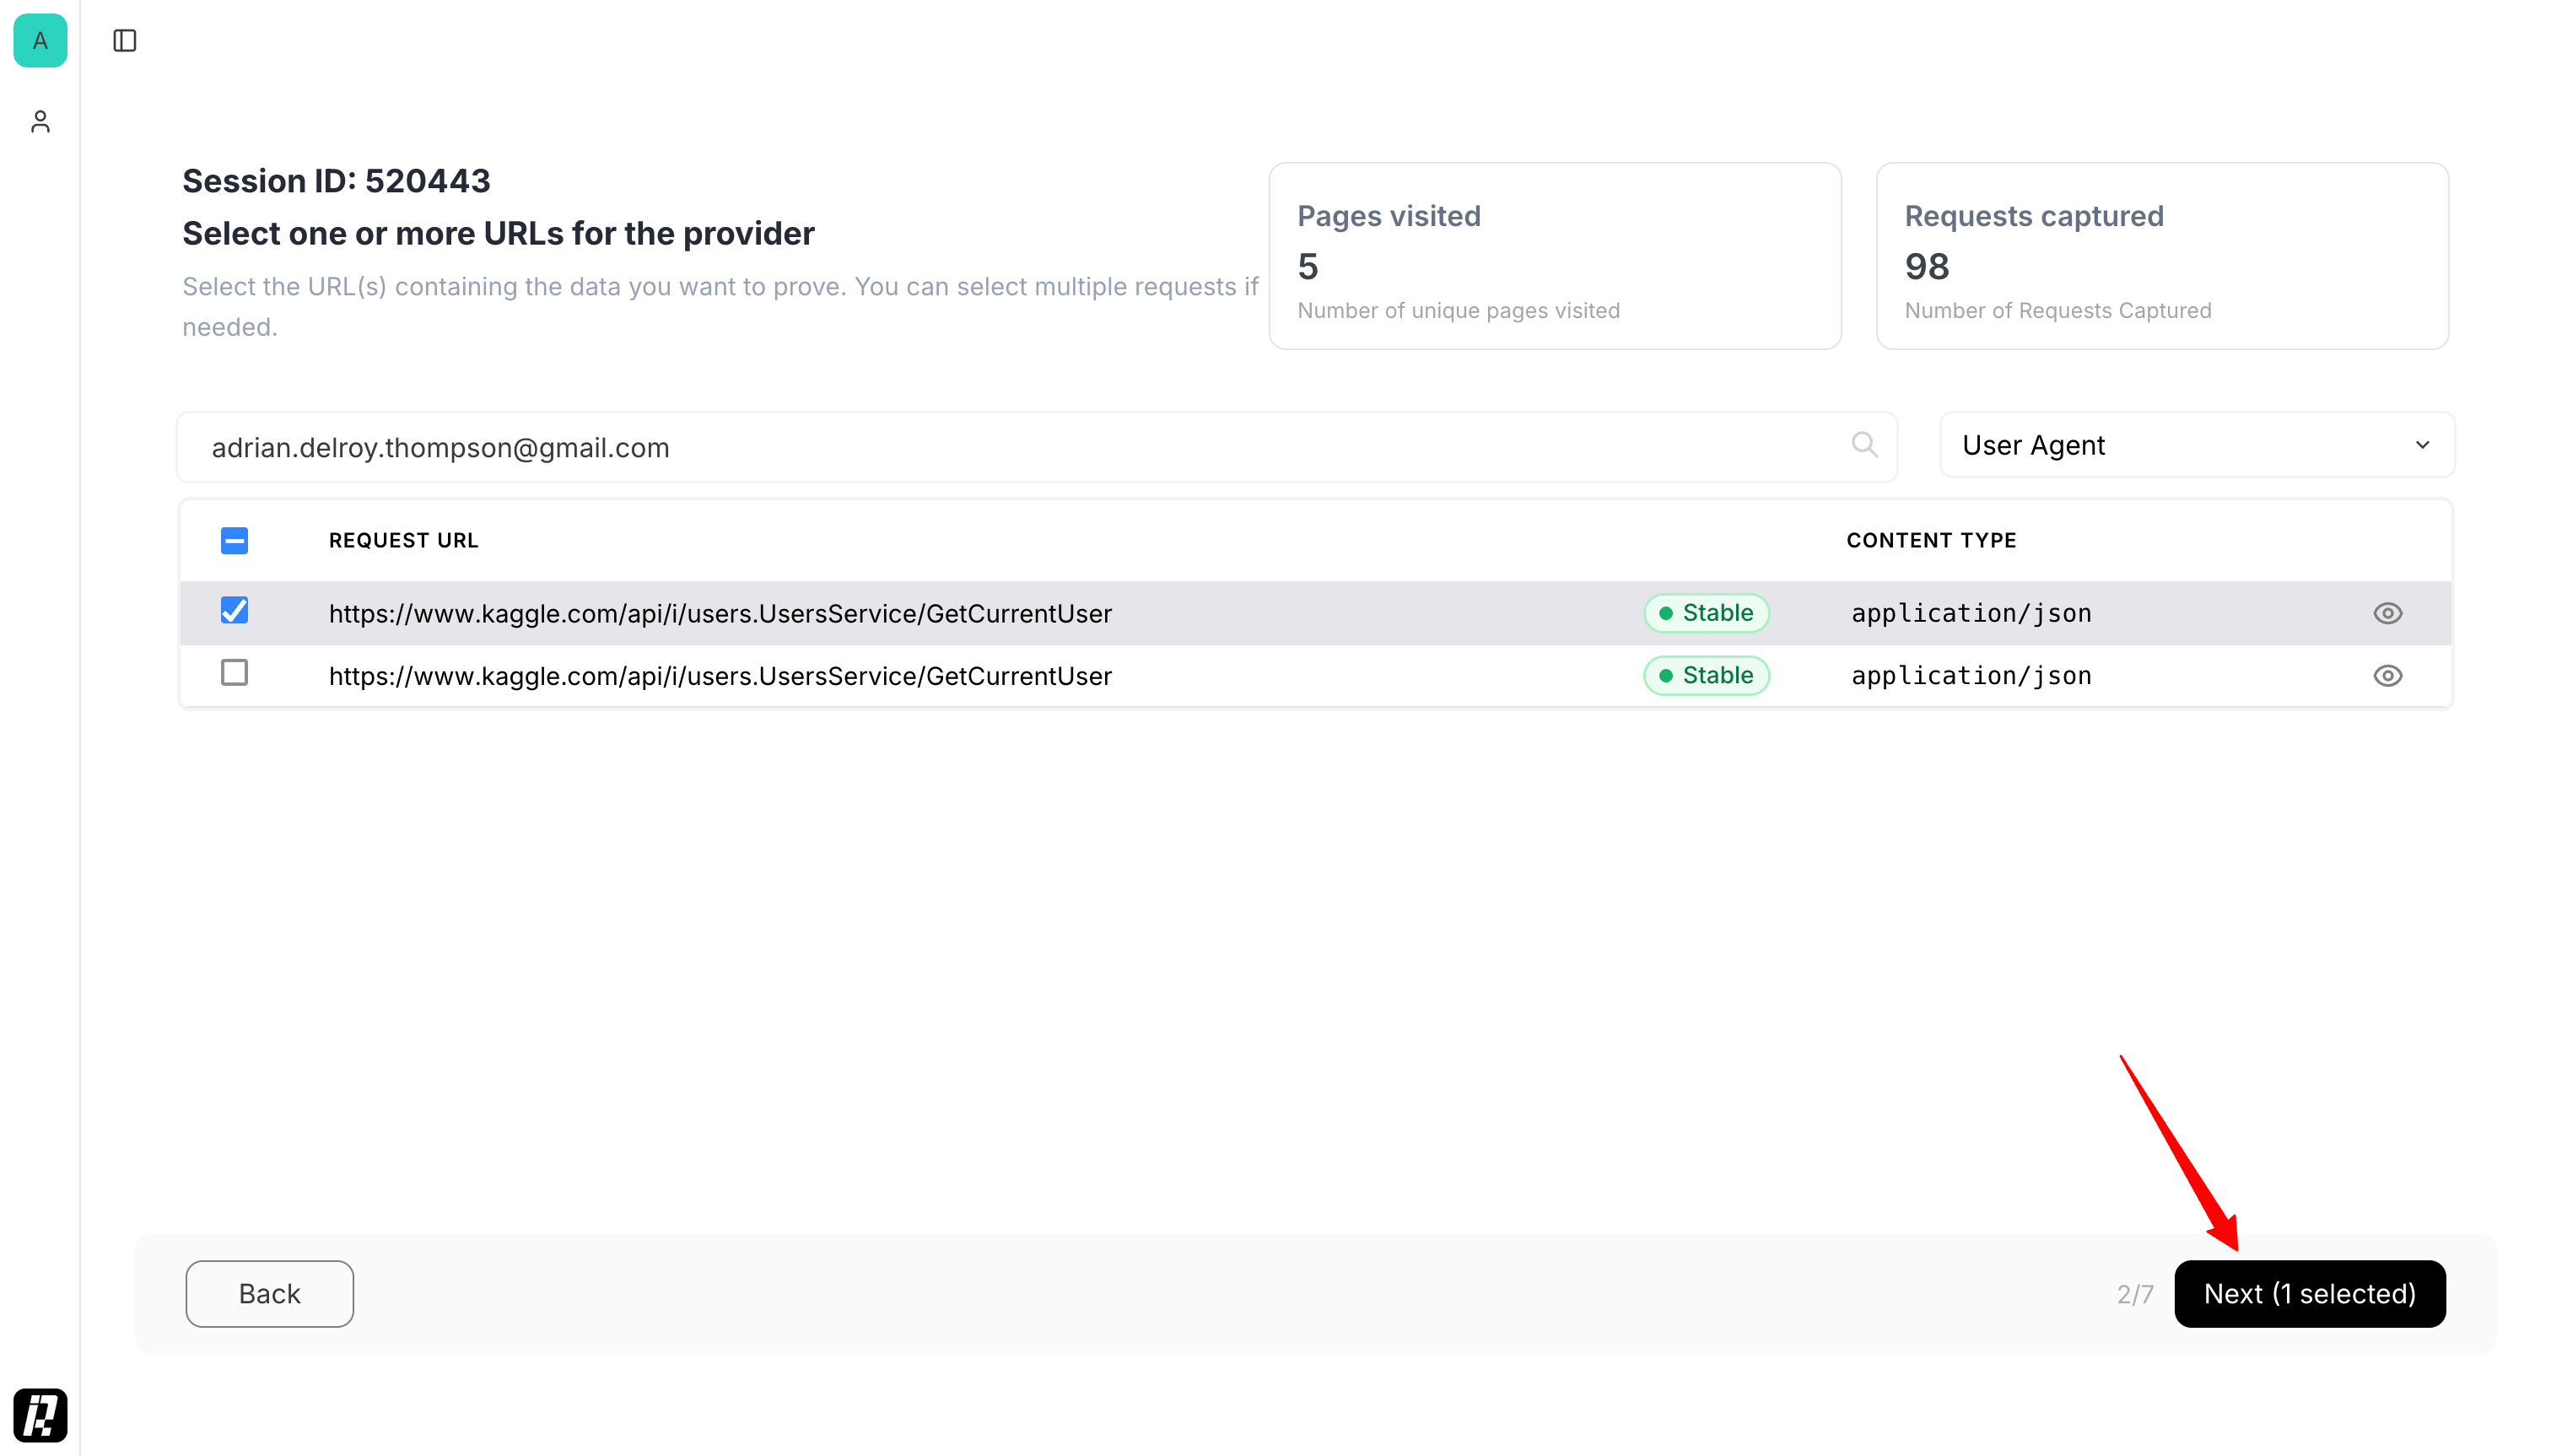 A
Session ID: 520443
Select one or more URLs for the provider
Select the URL(s) containing the data you want to prove. You can select multiple requests if
needed.
Pages visited
5
Number of unique pages visited
Requests captured
98
Number of Requests Captured
adrian.delroy.thompson@gmail.com
User Agent
REQUEST URL CONTENT TYPE
https://www.kaggle.com/api/i/users.UsersService/GetCurrentUser Stable application/json
https://www.kaggle.com/api/i/users.UsersService/GetCurrentUser Stable application/json
Back 2/7 Next (1 selected)